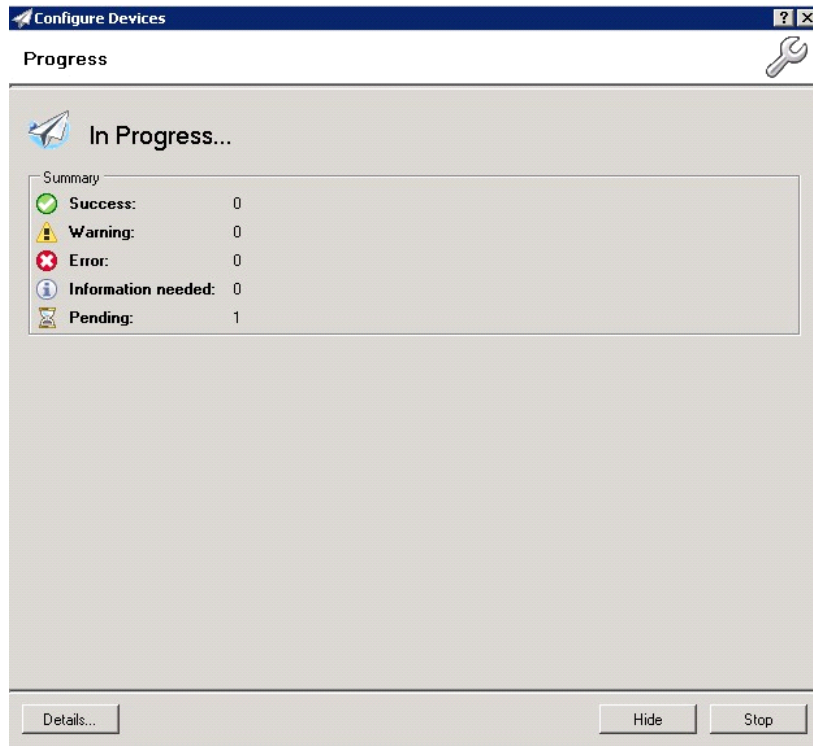 Configure Devices
Progress
In Progress...
Summary
Success: 0
Warning: 0
Error: 0
Information needed: 0
Pending: 1
Details... Hide Stop